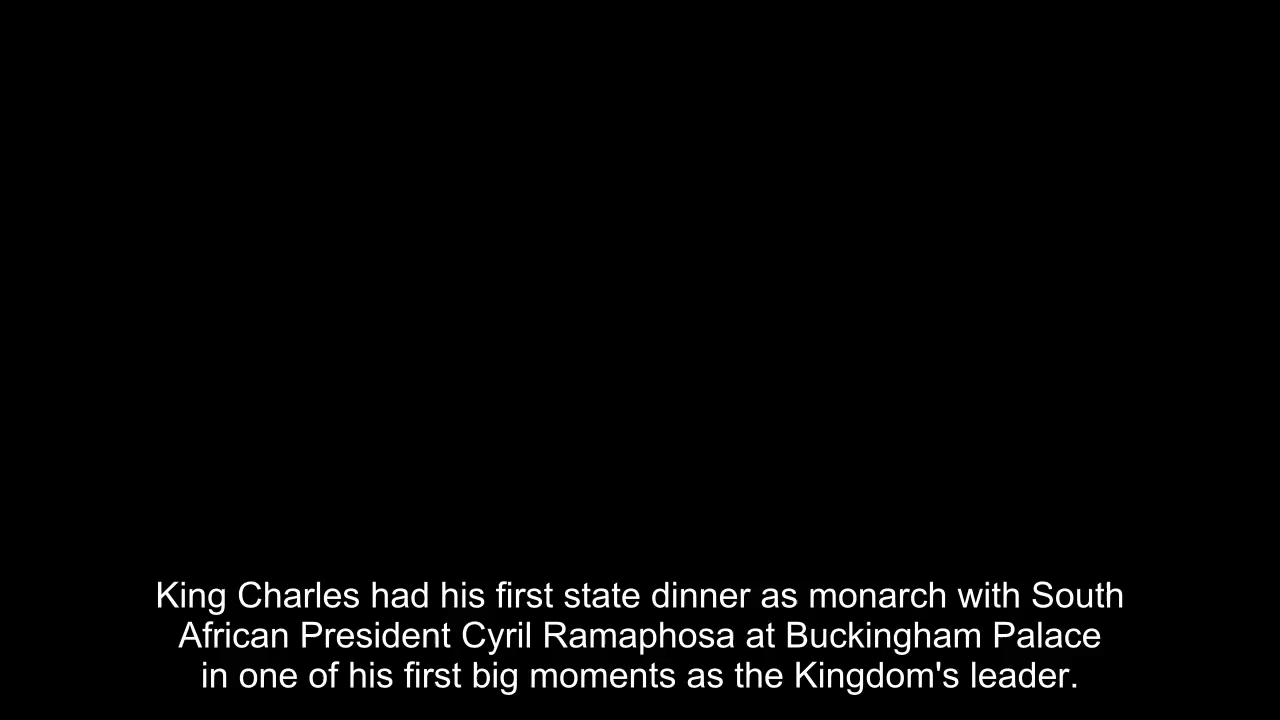 King Charles had his first state dinner as monarch with South
African President Cyril Ramaphosa at Buckingham Palace
in one of his first big moments as the Kingdom's leader.